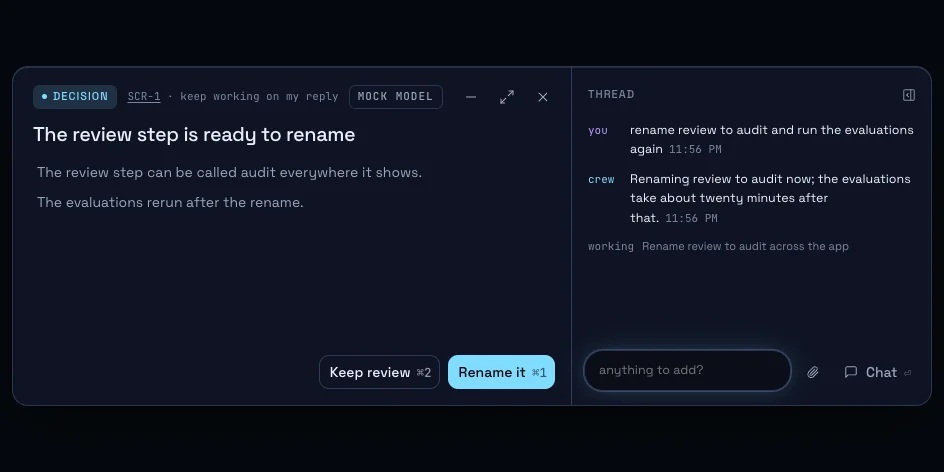 DECISION SCR-1 · keep working on my reply MOCK MODEL
The review step is ready to rename
The review step can be called audit everywhere it shows.
The evaluations rerun after the rename.
Keep review ⌘2
Rename it ⌘1
THREAD
you rename review to audit and run the evaluations
again 11:56 PM
crew Renaming review to audit now; the evaluations
take about twenty minutes after
that. 11:56 PM
working Rename review to audit across the app
anything to add?
Chat ⏎